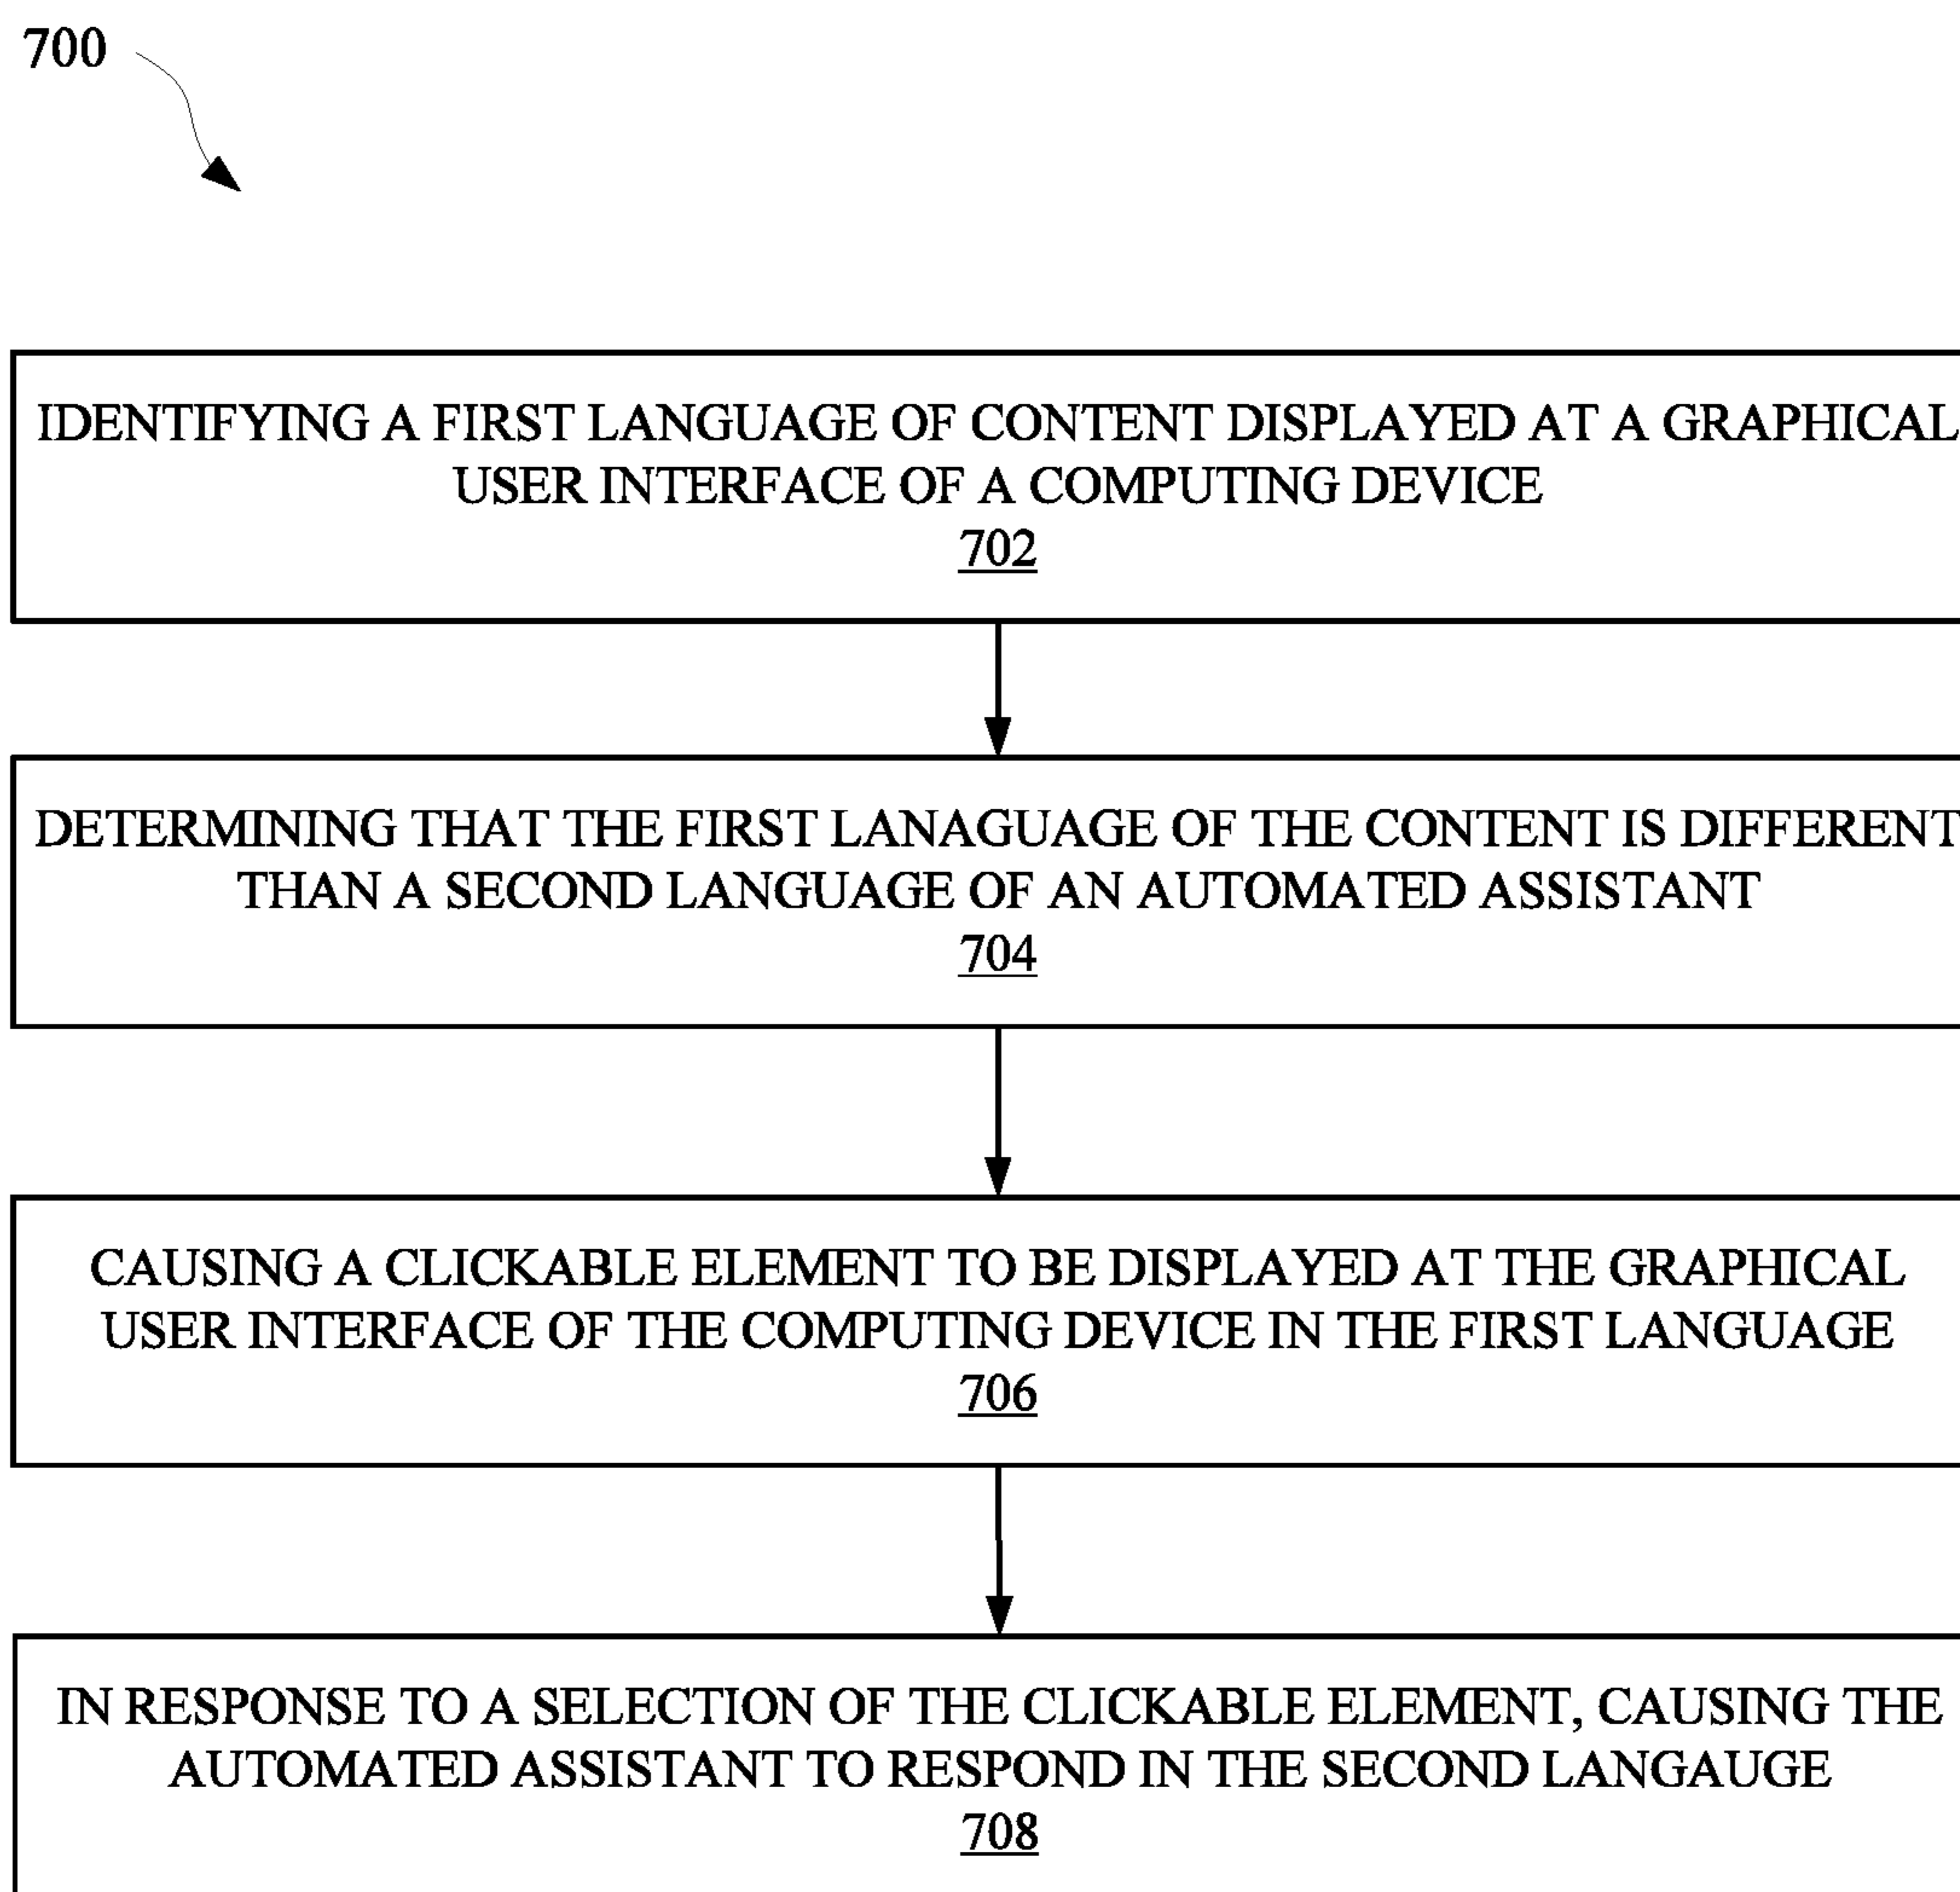 700
IDENTIFYING A FIRST LANGUAGE OF CONTENT DISPLAYED AT A GRAPHICAL
USER INTERFACE OF A COMPUTING DEVICE
702
DETERMINING THAT THE FIRST LANAGUAGE OF THE CONTENT IS DIFFERENT
THAN A SECOND LANGUAGE OF AN AUTOMATED ASSISTANT
704
CAUSING A CLICKABLE ELEMENT TO BE DISPLAYED AT THE GRAPHICAL
USER INTERFACE OF THE COMPUTING DEVICE IN THE FIRST LANGUAGE
706
IN RESPONSE TO A SELECTION OF THE CLICKABLE ELEMENT, CAUSING THE
AUTOMATED ASSISTANT TO RESPOND IN THE SECOND LANGAUGE
708